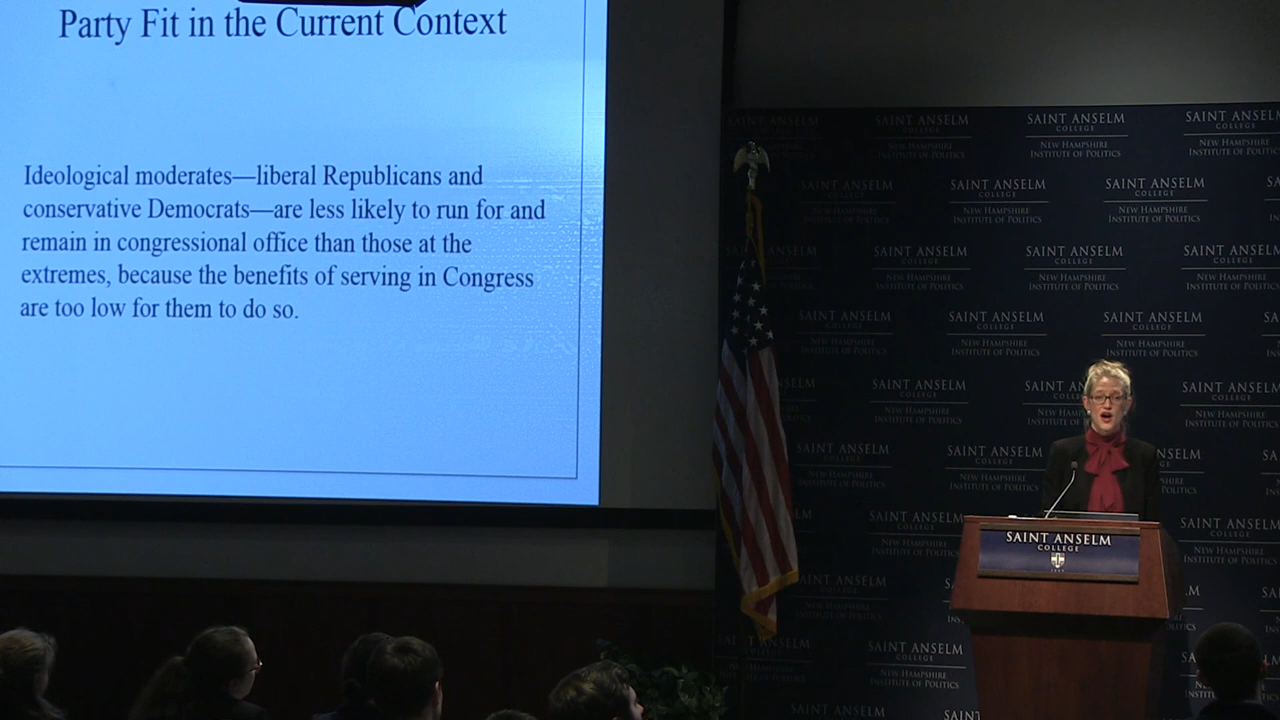 Party Fit in the Current Context
Ideological moderates—liberal Republicans and
conservative Democrats—are less likely to run for and
remain in congressional office than those at the
extremes, because the benefits of serving in Congress
are too low for them to do so.
SAINT ANSELM
COLLEGE
NEW HAMPSHIRE
INSTITUTE OF POLITICS
SAINT ANSELM
COLLEGE